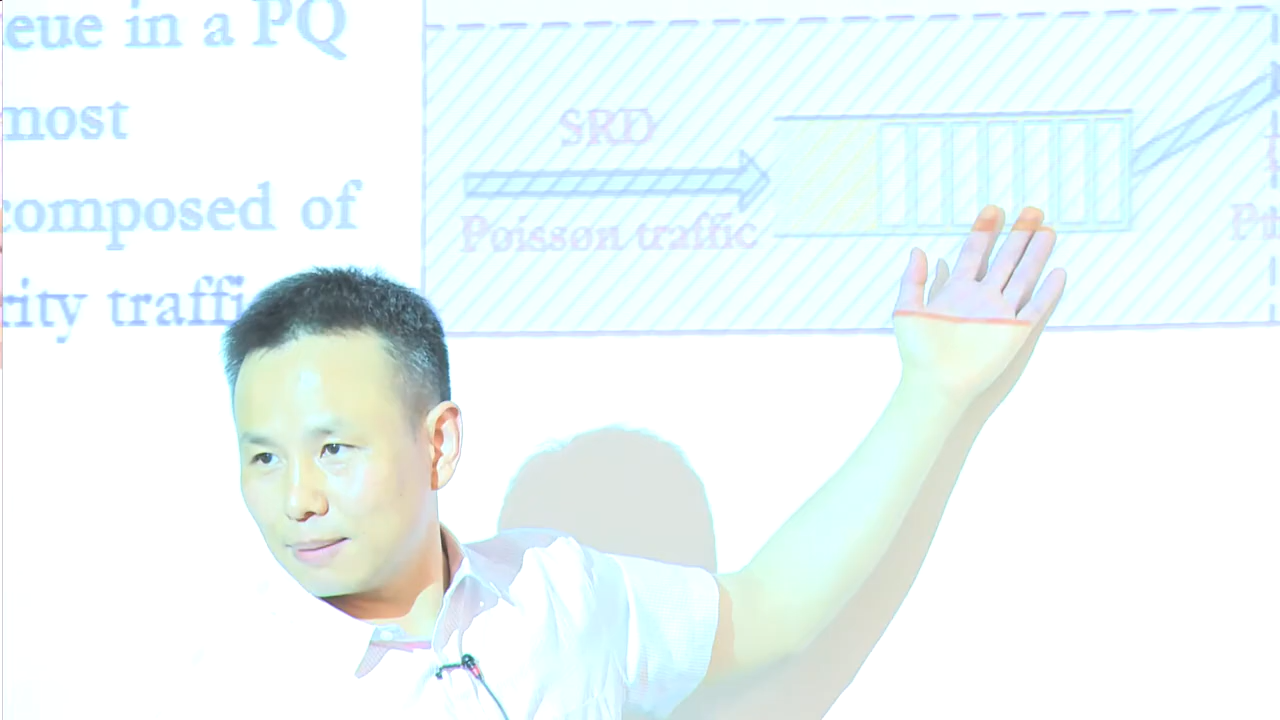 eue in a PQ
most
composed of
rity traffi
SRD
Poisson traffic